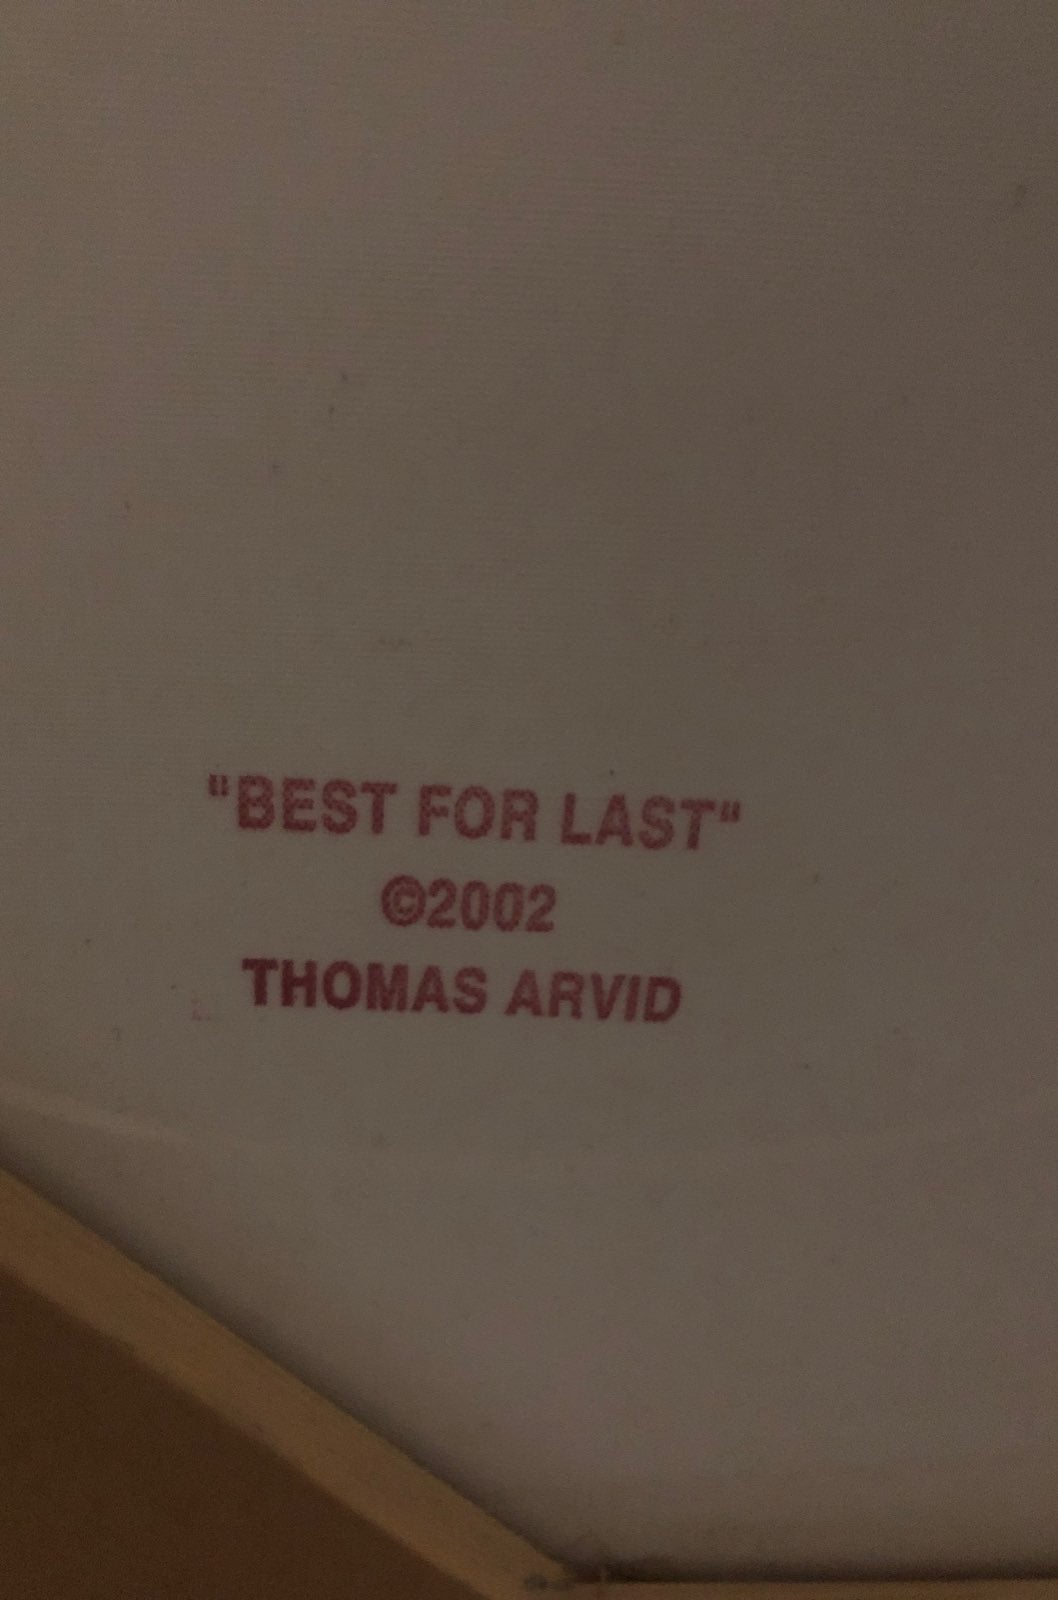 "BEST FOR LAST"
©2002
THOMAS ARVID